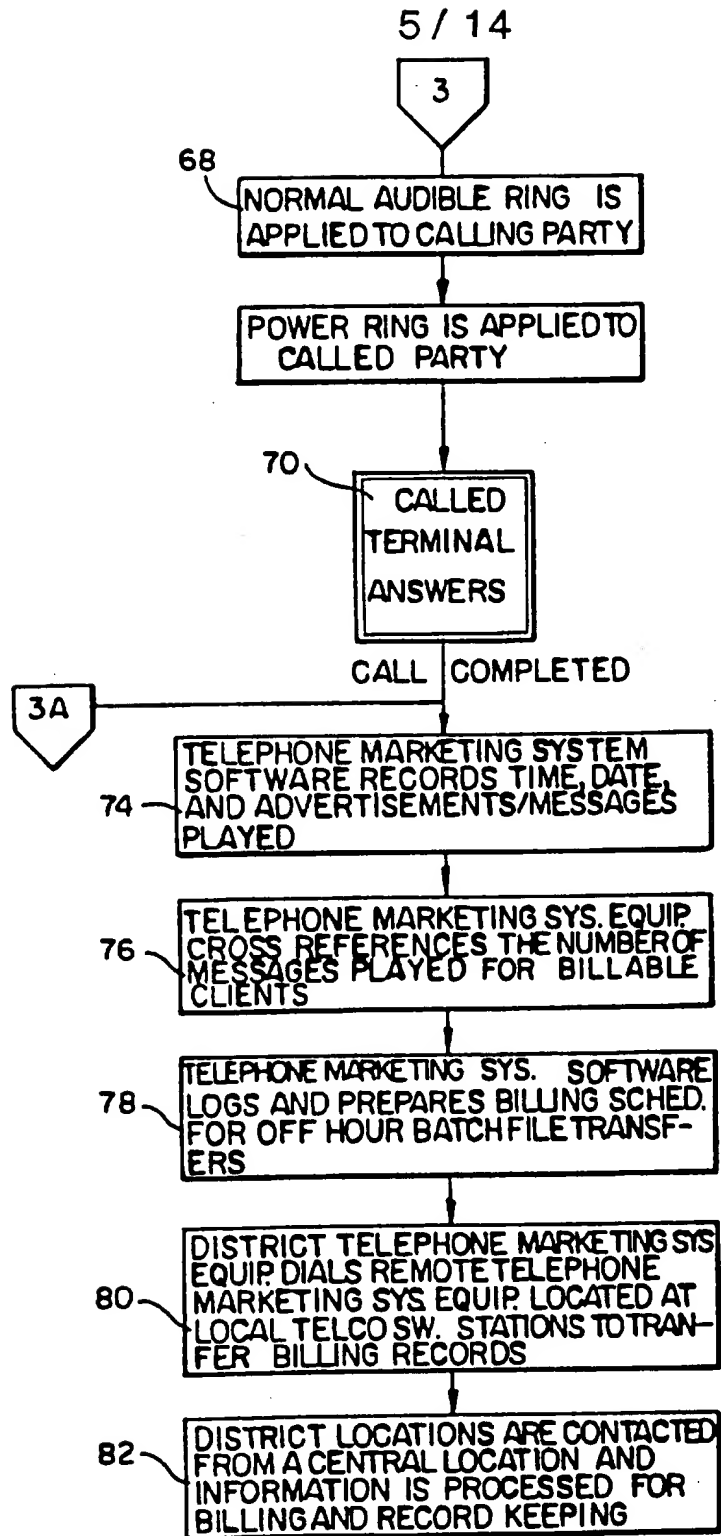 5 / 14
3
68
NORMAL AUDIBLE RING IS
APPLIED TO CALLING PARTY
POWER RING IS APPLIED TO
CALLED PARTY
70
CALLED
TERMINAL
ANSWERS
CALL COMPLETED
3A
74
TELEPHONE MARKETING SYSTEM
SOFTWARE RECORDS TIME, DATE,
AND ADVERTISEMENTS/MESSAGES
PLAYED
76
TELEPHONE MARKETING SYS. EQUIP.
CROSS REFERENCES THE NUMBER OF
MESSAGES PLAYED FOR BILLABLE
CLIENTS
78
TELEPHONE MARKETING SYS. SOFTWARE
LOGS AND PREPARES BILLING SCHED.
FOR OFF HOUR BATCH FILE TRANSF-
ERS
80
DISTRICT TELEPHONE MARKETING SYS
EQUIP. DIALS REMOTE TELEPHONE
MARKETING SYS EQUIP. LOCATED AT
LOCAL TELCO SW. STATIONS TO TRAN-
FER BILLING RECORDS
82
DISTRICT LOCATIONS ARE CONTACTED
FROM A CENTRAL LOCATION AND
INFORMATION IS PROCESSED FOR
BILLING AND RECORD KEEPING